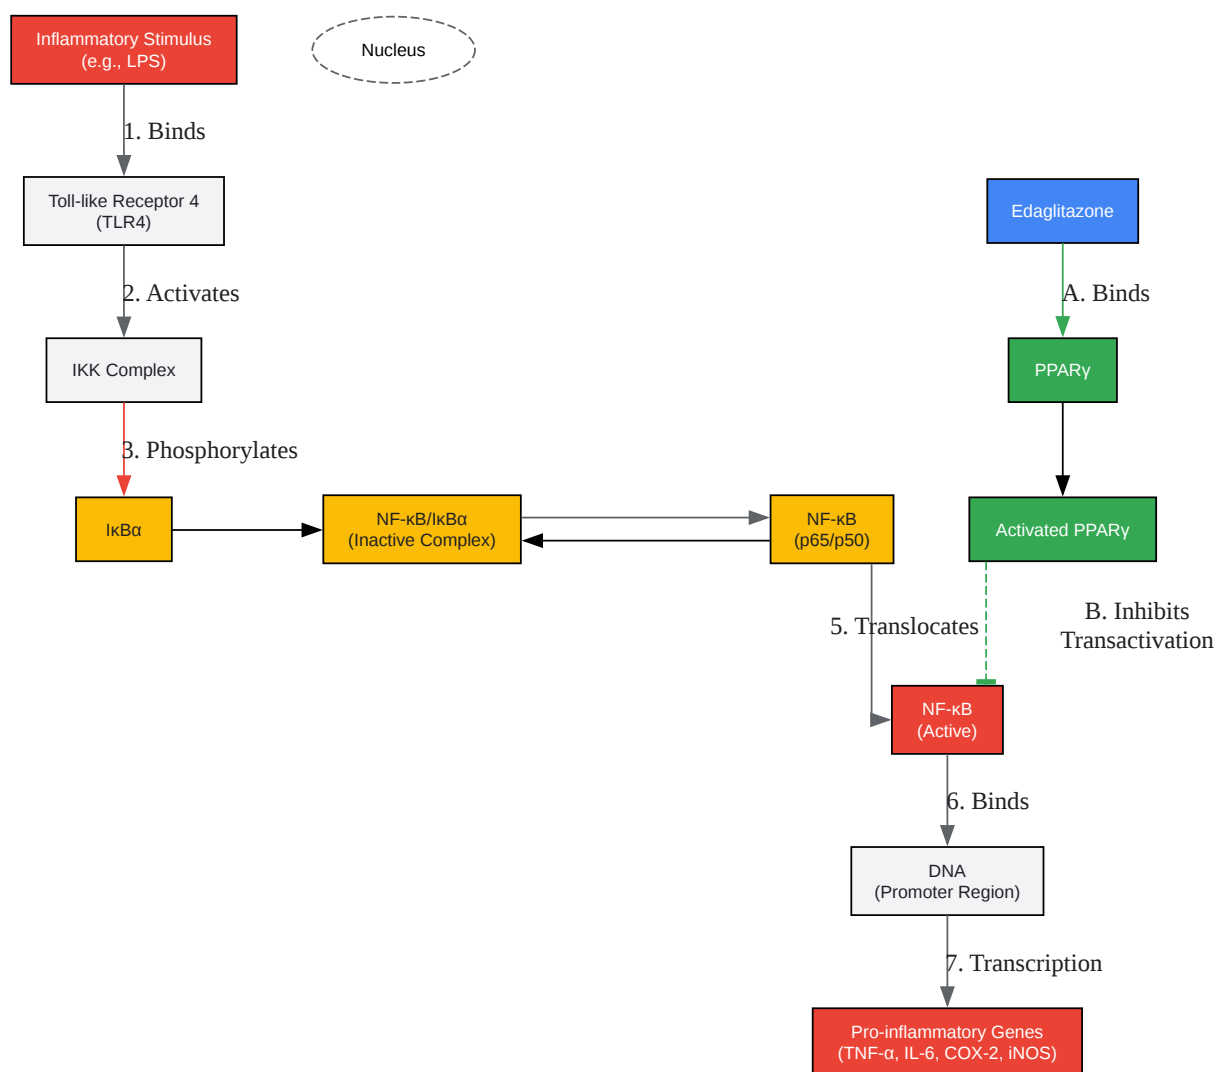 Inflammatory Stimulus
(e.g., LPS)
Nucleus
1. Binds
Toll-like Receptor 4
(TLR4)
Edaglitazone
2. Activates
A. Binds
IKK Complex
PPARγ
3. Phosphorylates
IκBα
NF-κB/IκBα
(Inactive Complex)
NF-κB
(p65/p50)
Activated PPARγ
5. Translocates
B. Inhibits
Transactivation
NF-κB
(Active)
6. Binds
DNA
(Promoter Region)
7. Transcription
Pro-inflammatory Genes
(TNF-α, IL-6, COX-2, iNOS)